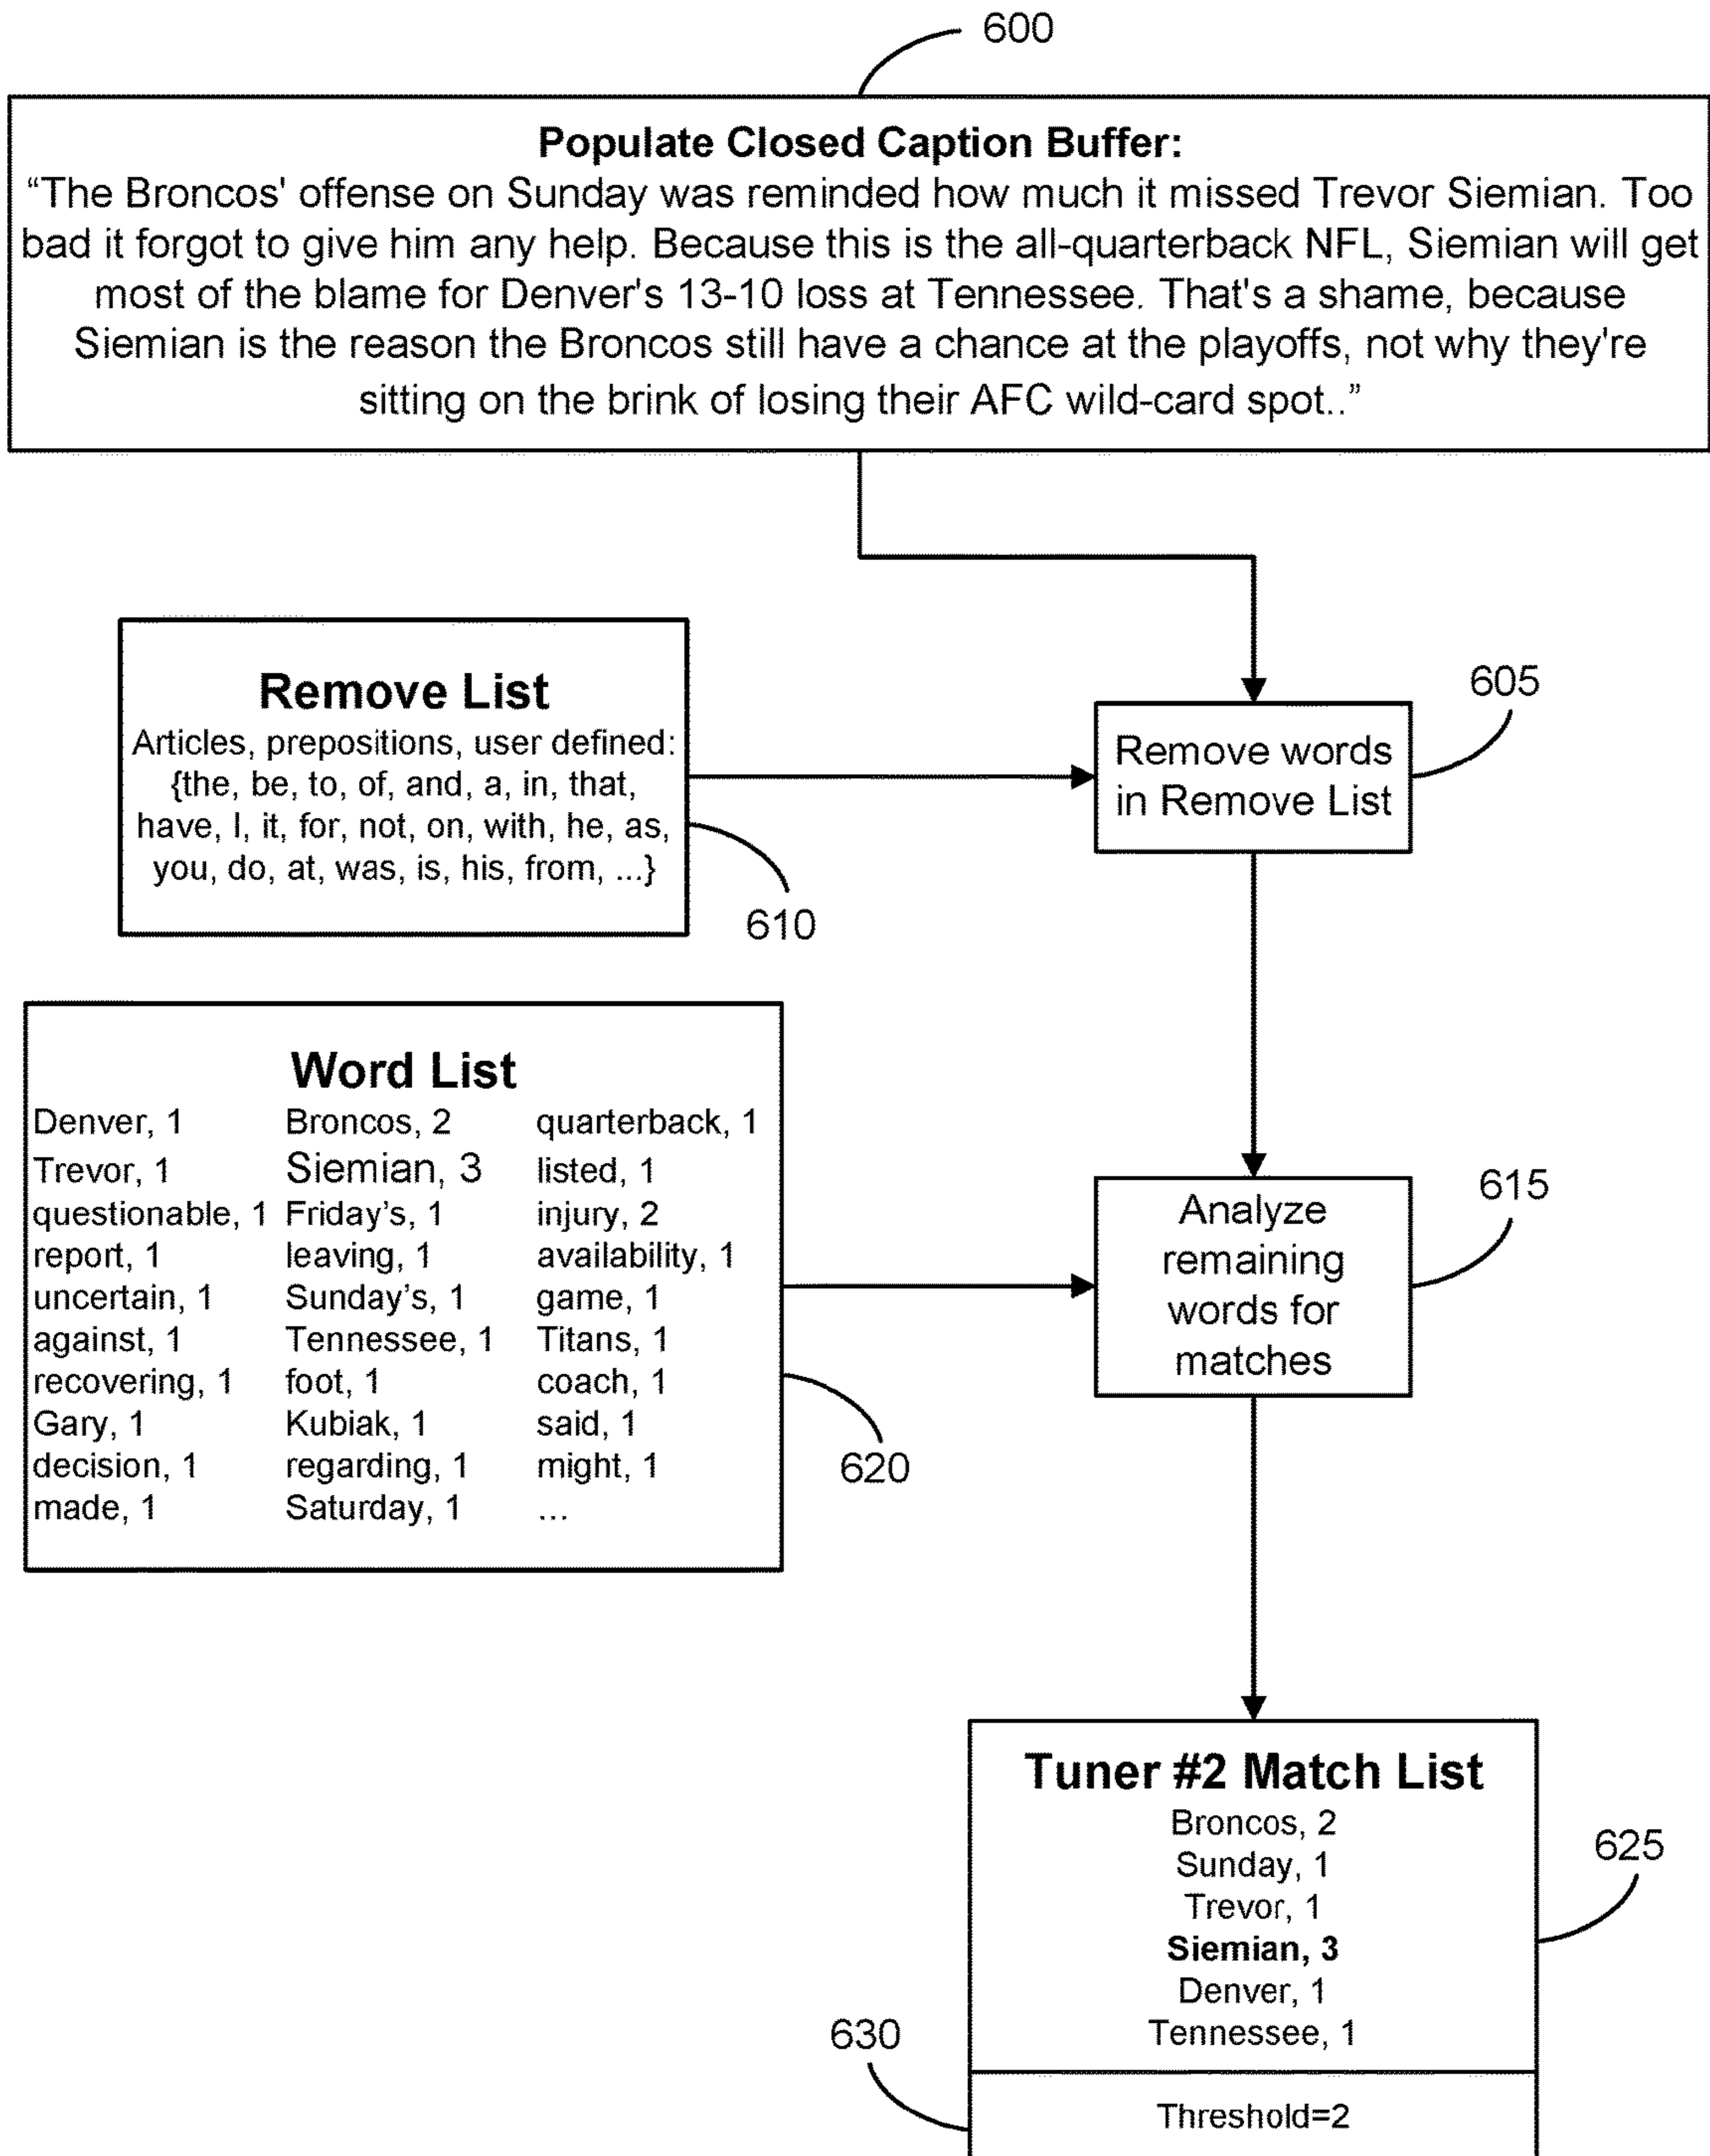 600
Populate Closed Caption Buffer:
“The Broncos' offense on Sunday was reminded how much it missed Trevor Siemian. Too
bad it forgot to give him any help. Because this is the all-quarterback NFL, Siemian will get
most of the blame for Denver's 13-10 loss at Tennessee. That's a shame, because
Siemian is the reason the Broncos still have a chance at the playoffs, not why they're
sitting on the brink of losing their AFC wild-card spot..”
Remove List
Articles, prepositions, user defined:
{the, be, to, of, and, a, in, that,
have, I, it, for, not, on, with, he, as,
you, do, at, was, is, his, from, ...}
610
605
Remove words
in Remove List
Word List
Denver, 1 Broncos, 2 quarterback, 1
Trevor, 1 Siemian, 3 listed, 1
questionable, 1 Friday’s, 1 injury, 2
report, 1 leaving, 1 availability, 1
uncertain, 1 Sunday’s, 1 game, 1
against, 1 Tennessee, 1 Titans, 1
recovering, 1 foot, 1 coach, 1
Gary, 1 Kubiak, 1 said, 1
decision, 1 regarding, 1 might, 1
made, 1 Saturday, 1 ...
620
615
Analyze
remaining
words for
matches
Tuner #2 Match List
Broncos, 2
Sunday, 1
Trevor, 1
Siemian, 3
Denver, 1
Tennessee, 1
625
630
Threshold=2